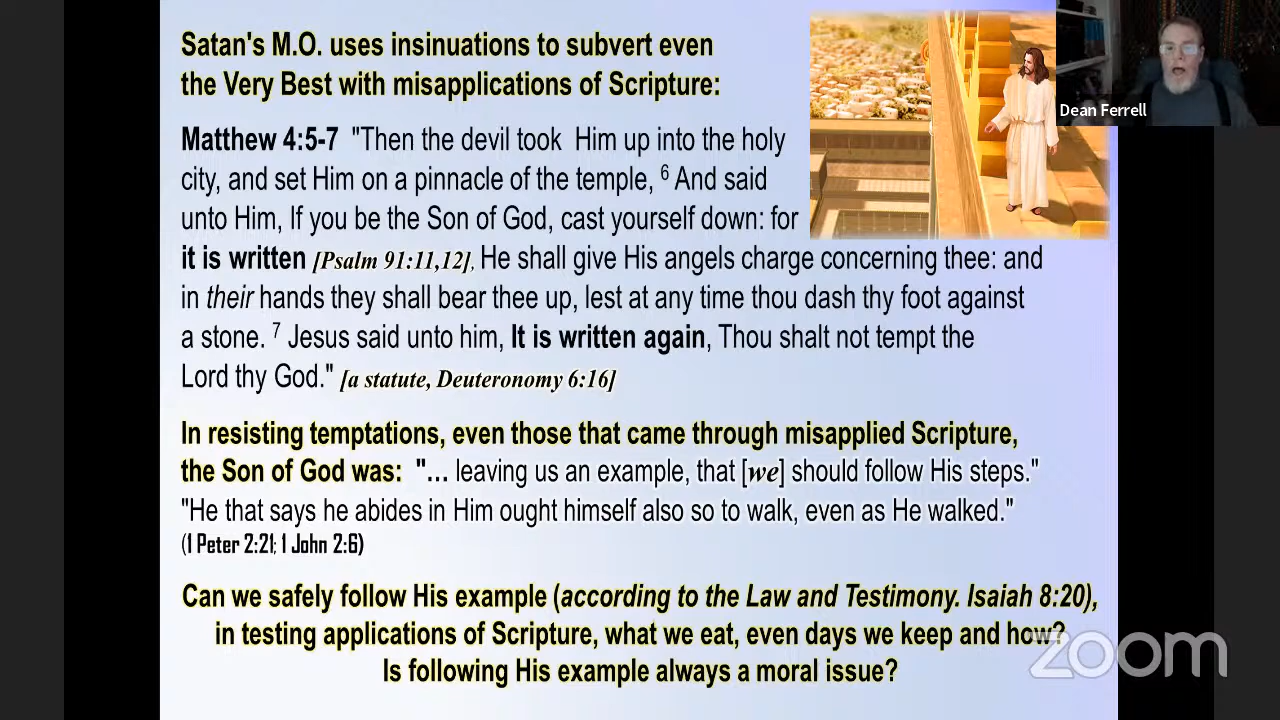 Satan's M.O. uses insinuations to subvert even
the Very Best with misapplications of Scripture:
Dean Ferrell
Matthew 4:5-7 "Then the devil took Him up into the holy
city, and set Him on a pinnacle of the temple, 6 And said
unto Him, If you be the Son of God, cast yourself down: for
it is written [Psalm 91:11,12], He shall give His angels charge concerning thee: and
in their hands they shall bear thee up, lest at any time thou dash thy foot against
a stone. 7 Jesus said unto him, It is written again, Thou shalt not tempt the
Lord thy God." [a statute, Deuteronomy 6:16]
In resisting temptations, even those that came through misapplied Scripture,
the Son of God was: "... leaving us an example, that [we] should follow His steps."
"He that says he abides in Him ought himself also so to walk, even as He walked."
(1 Peter 2:21; 1 John 2:6)
Can we safely follow His example (according to the Law and Testimony. Isaiah 8:20),
in testing applications of Scripture, what we eat, even days we keep and how?
Is following His example always a moral issue?
zoom